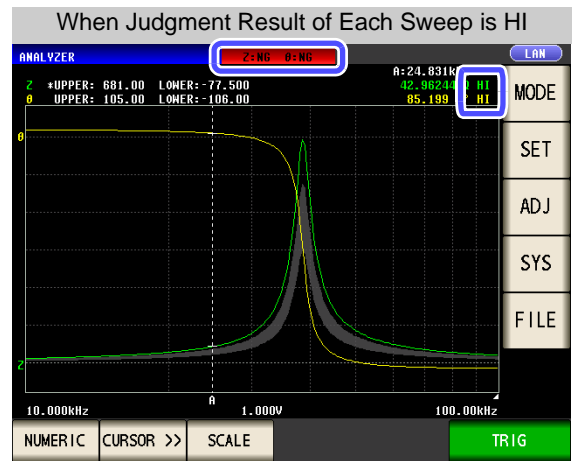 When Judgment Result of Each Sweep is HI
ANALYZER Z:NG θ:NG LAN
A:24.831k
Z *UPPER: 681.00 LOWER:-77.500 42.96244 HI
θ UPPER: 105.00 LOWER:-106.00 85.199 HI
MODE
θ
SET
ADJ
SYS
FILE
Z
A
10.000kHz 1.000V 100.00kHz
NUMERIC CURSOR >> SCALE TRIG